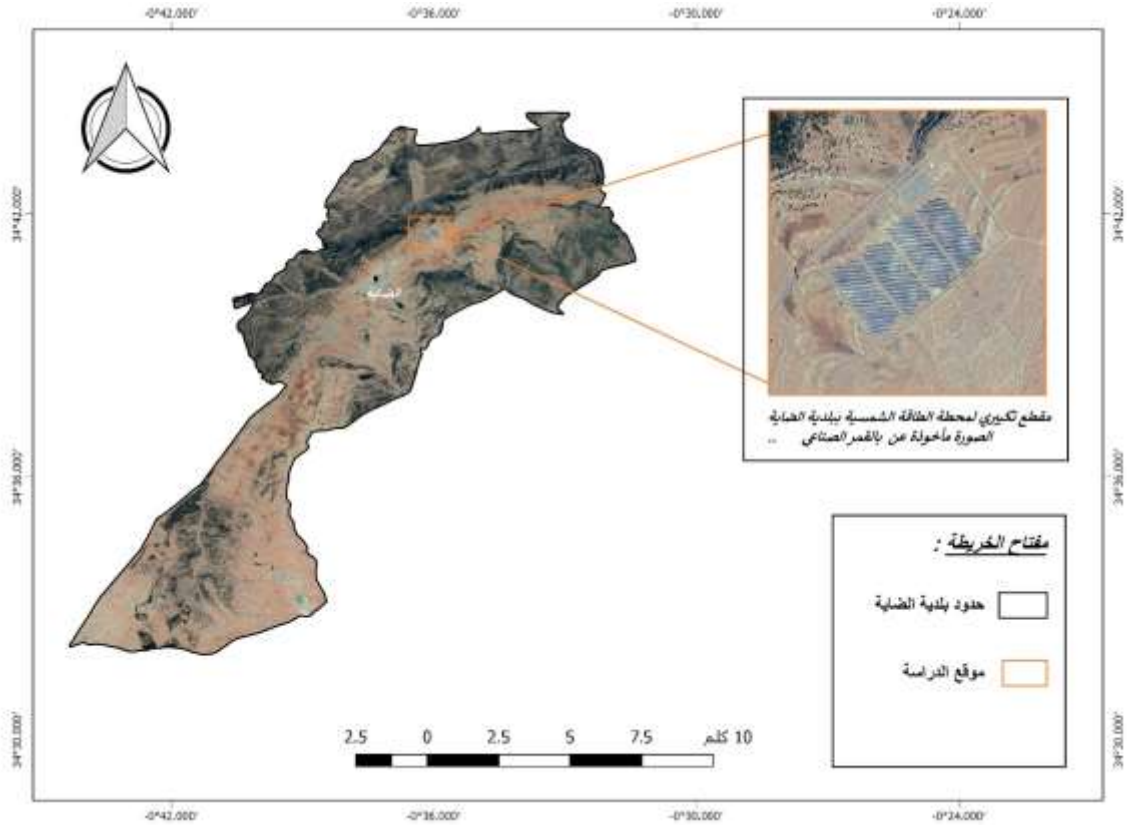 -0°42.000'
-0°36.000'
-0°30.000'
-0°24.000'
34°42.000'
34°42.000'
مقطع تكبيري لمحطة الطاقة الشمسية ببلدية الضاية
الصورة مأخوذة عن بالقمر الصناعي ..
34°36.000'
34°36.000'
مفتاح الخريطة :
حدود بلدية الضاية
موقع الدراسة
34°30.000'
34°30.000'
2.5 0 2.5 5 7.5 10 كلم
-0°42.000'
-0°36.000'
-0°30.000'
-0°24.000'